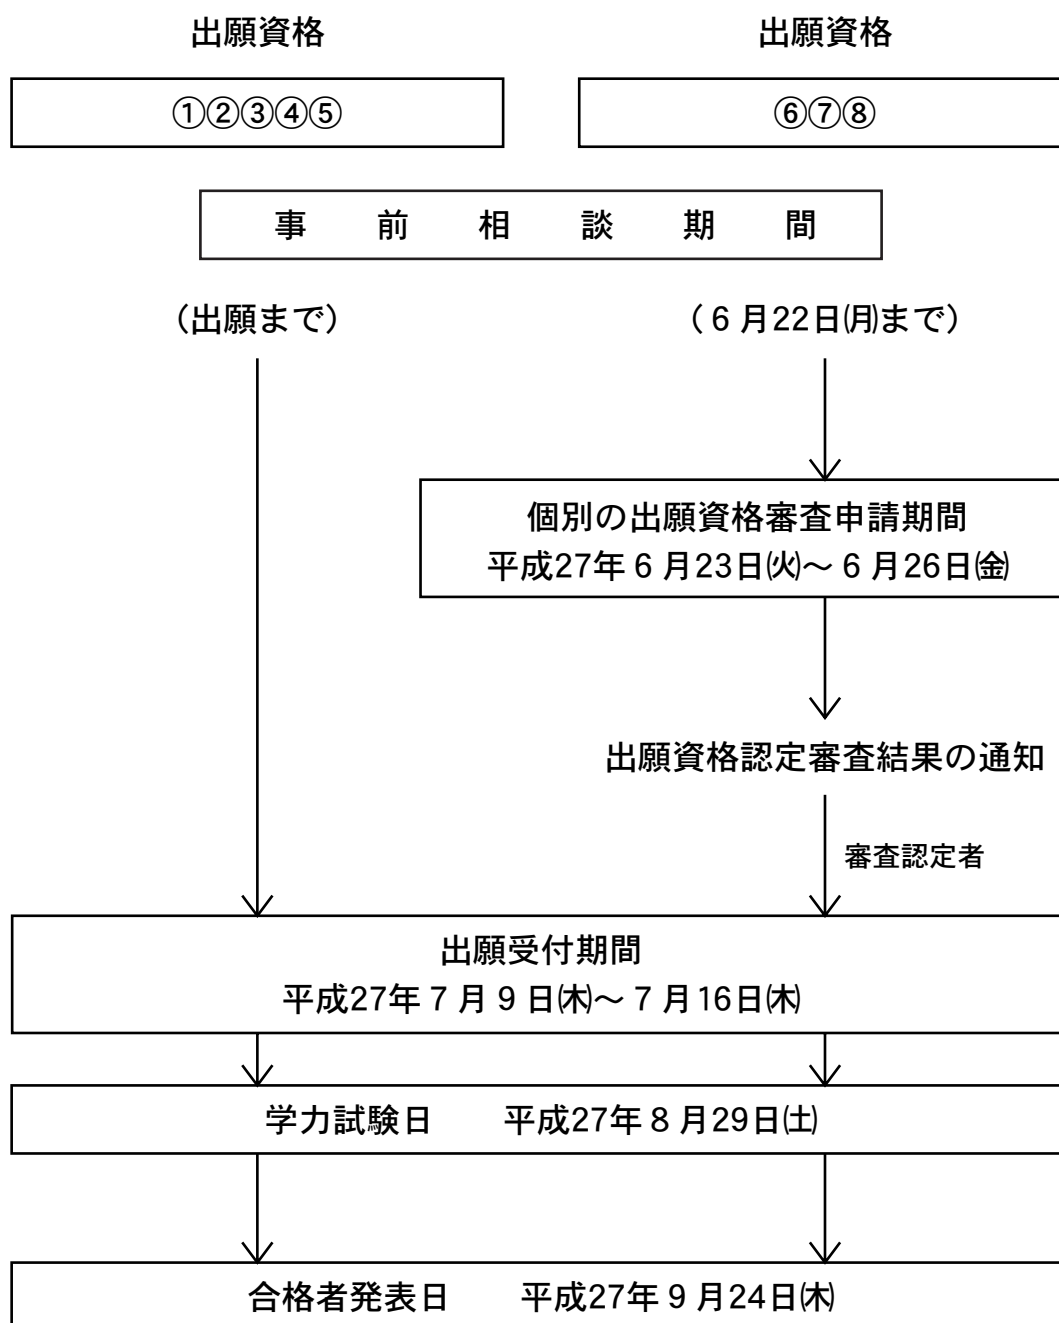 出願資格
出願資格
①②③④⑤
⑥⑦⑧
事前相談期間
(出願まで)
(6月22日㈪まで)
個別の出願資格審査申請期間
平成27年6月23日㈫～6月26日㈮
出願資格認定審査結果の通知
審査認定者
出願受付期間
平成27年7月9日㈭～7月16日㈭
学力試験日　平成27年8月29日㈯
合格者発表日　平成27年9月24日㈭